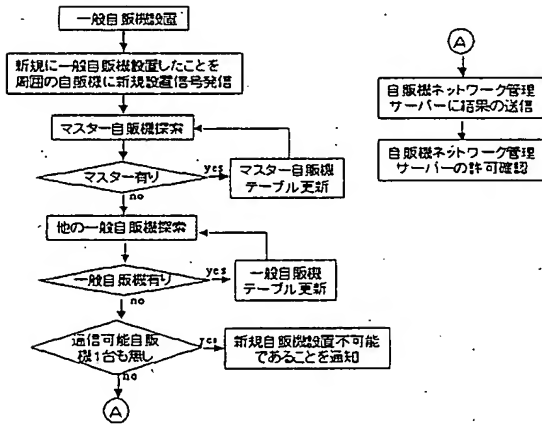 一般自販機設置
新規に一般自販機設置したことを
周囲の自販機に新規設置信号発信
マスター自販機探索
マスター有り
yes
マスター自販機
テーブル更新
no
他の一般自販機探索
一般自販機有り
yes
一般自販機
テーブル更新
no
通信可能自販
機1台も無し
yes
新規自販機設置不可能
であることを通知
no
A
A
自販機ネットワーク管理
サーバーに結果の送信
自販機ネットワーク管理
サーバーの許可確認